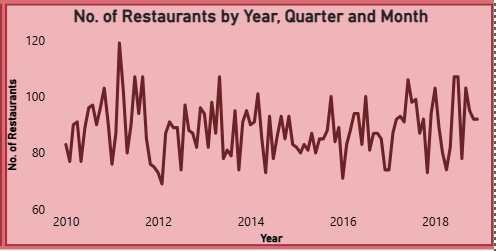 No. of Restaurants by Year, Quarter and Month
No. of Restaurants
120
100
80
60
2010 2012 2014 2016 2018
Year